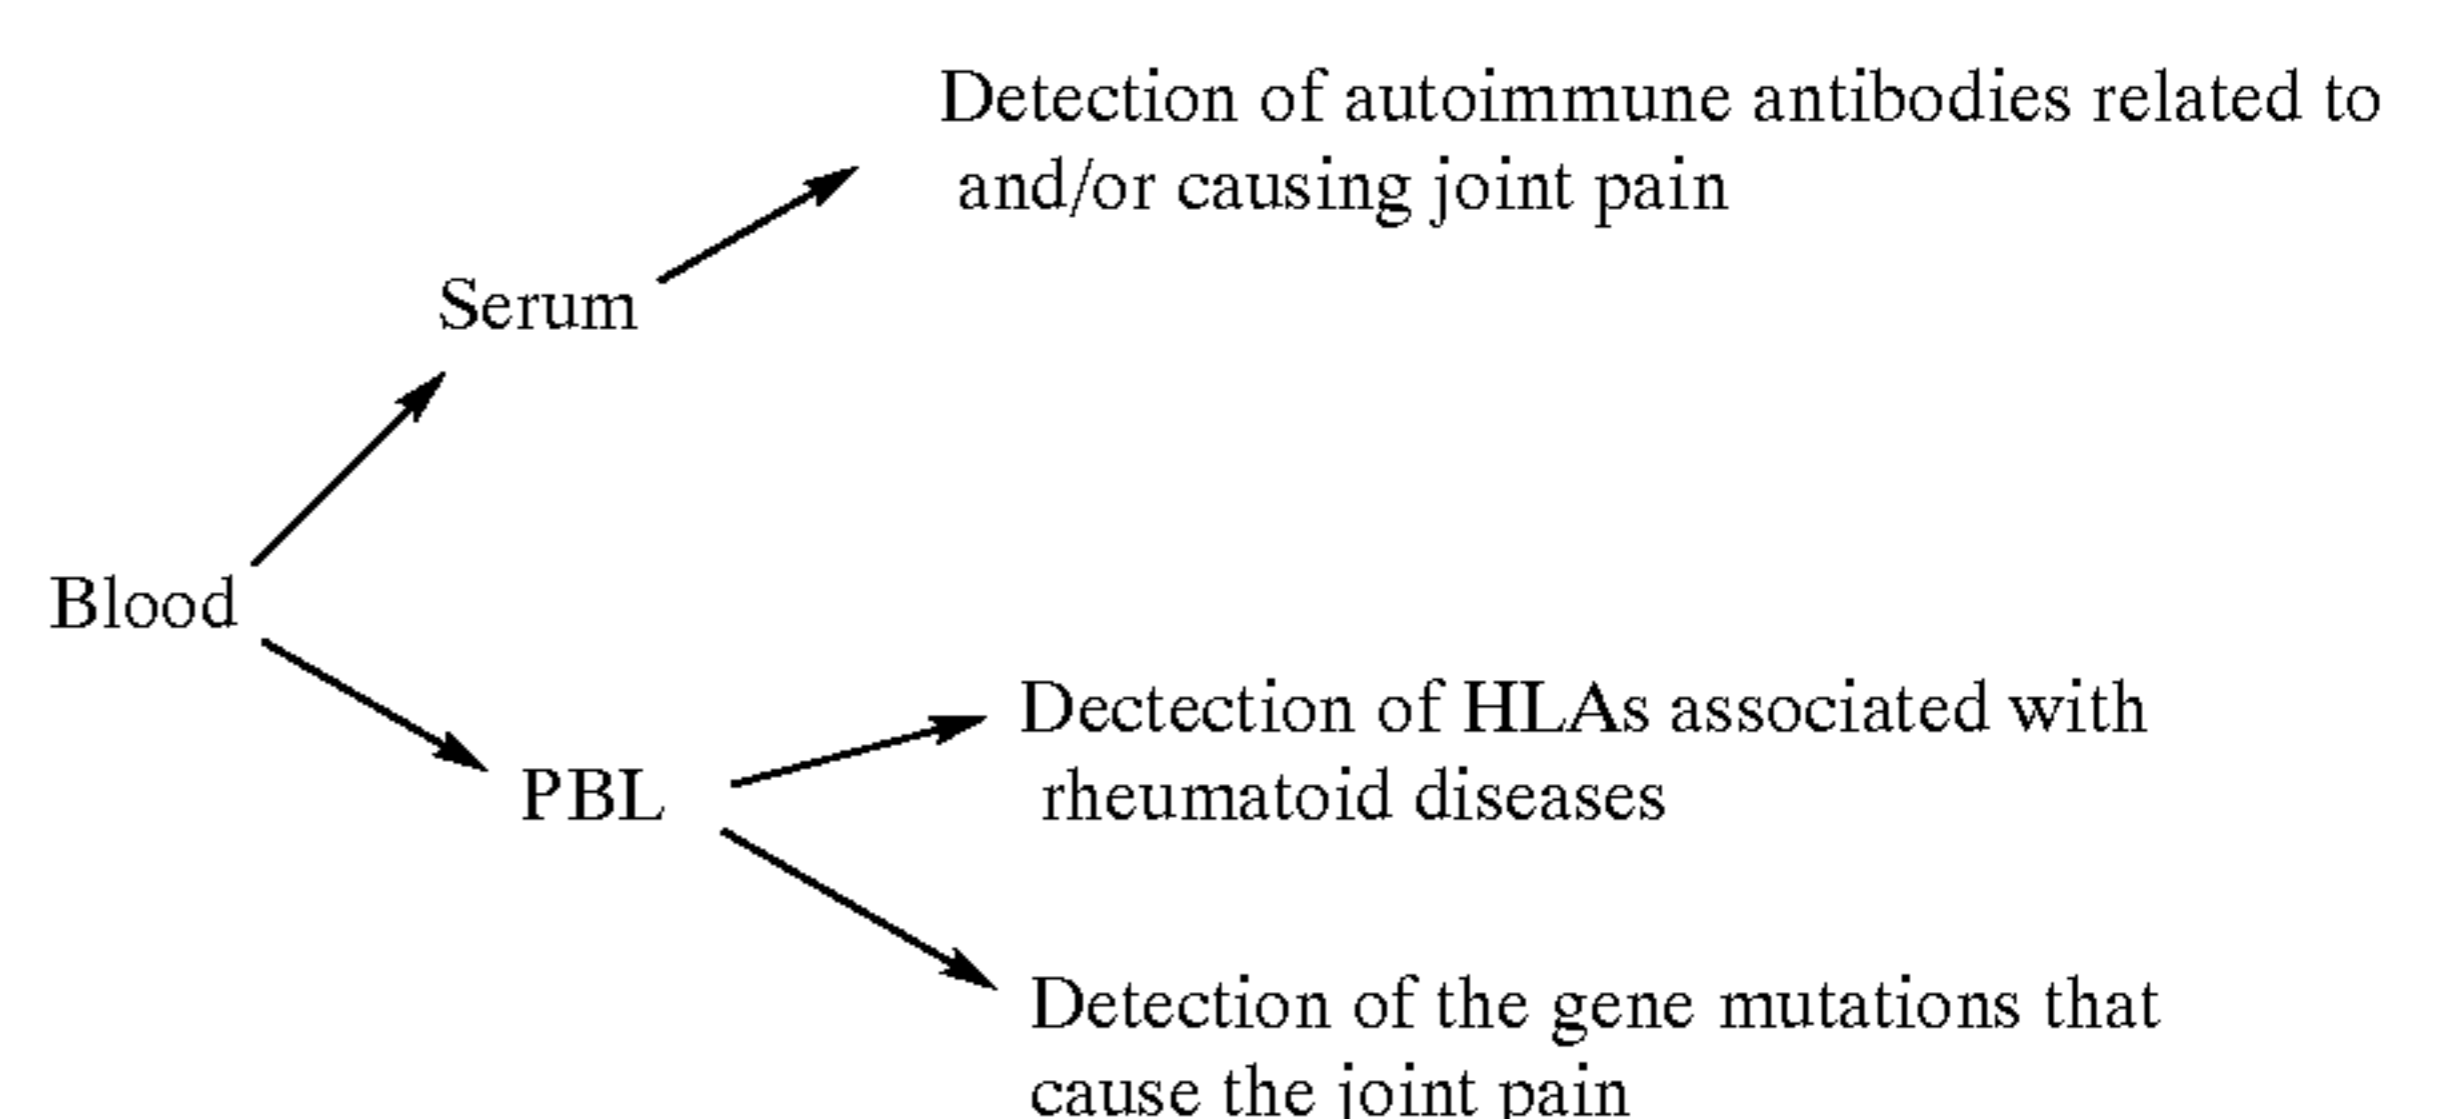 Detection of autoimmune antibodies related to
and/or causing joint pain
Serum
Blood
Dectection of HLAs associated with
rheumatoid diseases
PBL
Detection of the gene mutations that
cause the joint pain